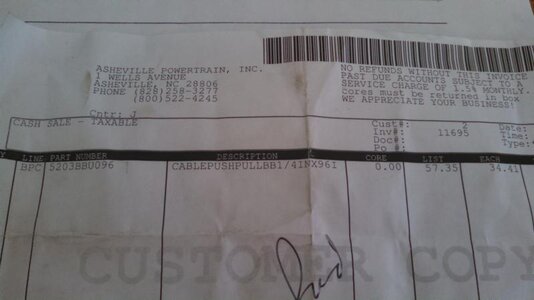 ASHEVILLE POWERTRAIN, INC.
1 WELLS AVENUE
ASHEVILLE, NC 28806
PHONE (828)258-3277
(800)522-4245
NO REFUNDS WITHOUT THIS INVOICE
PAST DUE ACCOUNTS SUBJECT TO A
SERVICE CHARGE OF 1.5% MONTHLY.
cores must be returned in box
WE APPRECIATE YOUR BUSINESS!
Cntr: J
CASH SALE - TAXABLE
Cust#: 2
Inv#: 11695
Doc#:
Po #:
Date:
Time:
Type:
Y LINE PART NUMBER DESCRIPTION CORE LIST EACH
BPC 5203BBU096 CABLEPUSHPULLBB1/4INX96I 0.00 57.35 34.41
CUSTOMER COPY